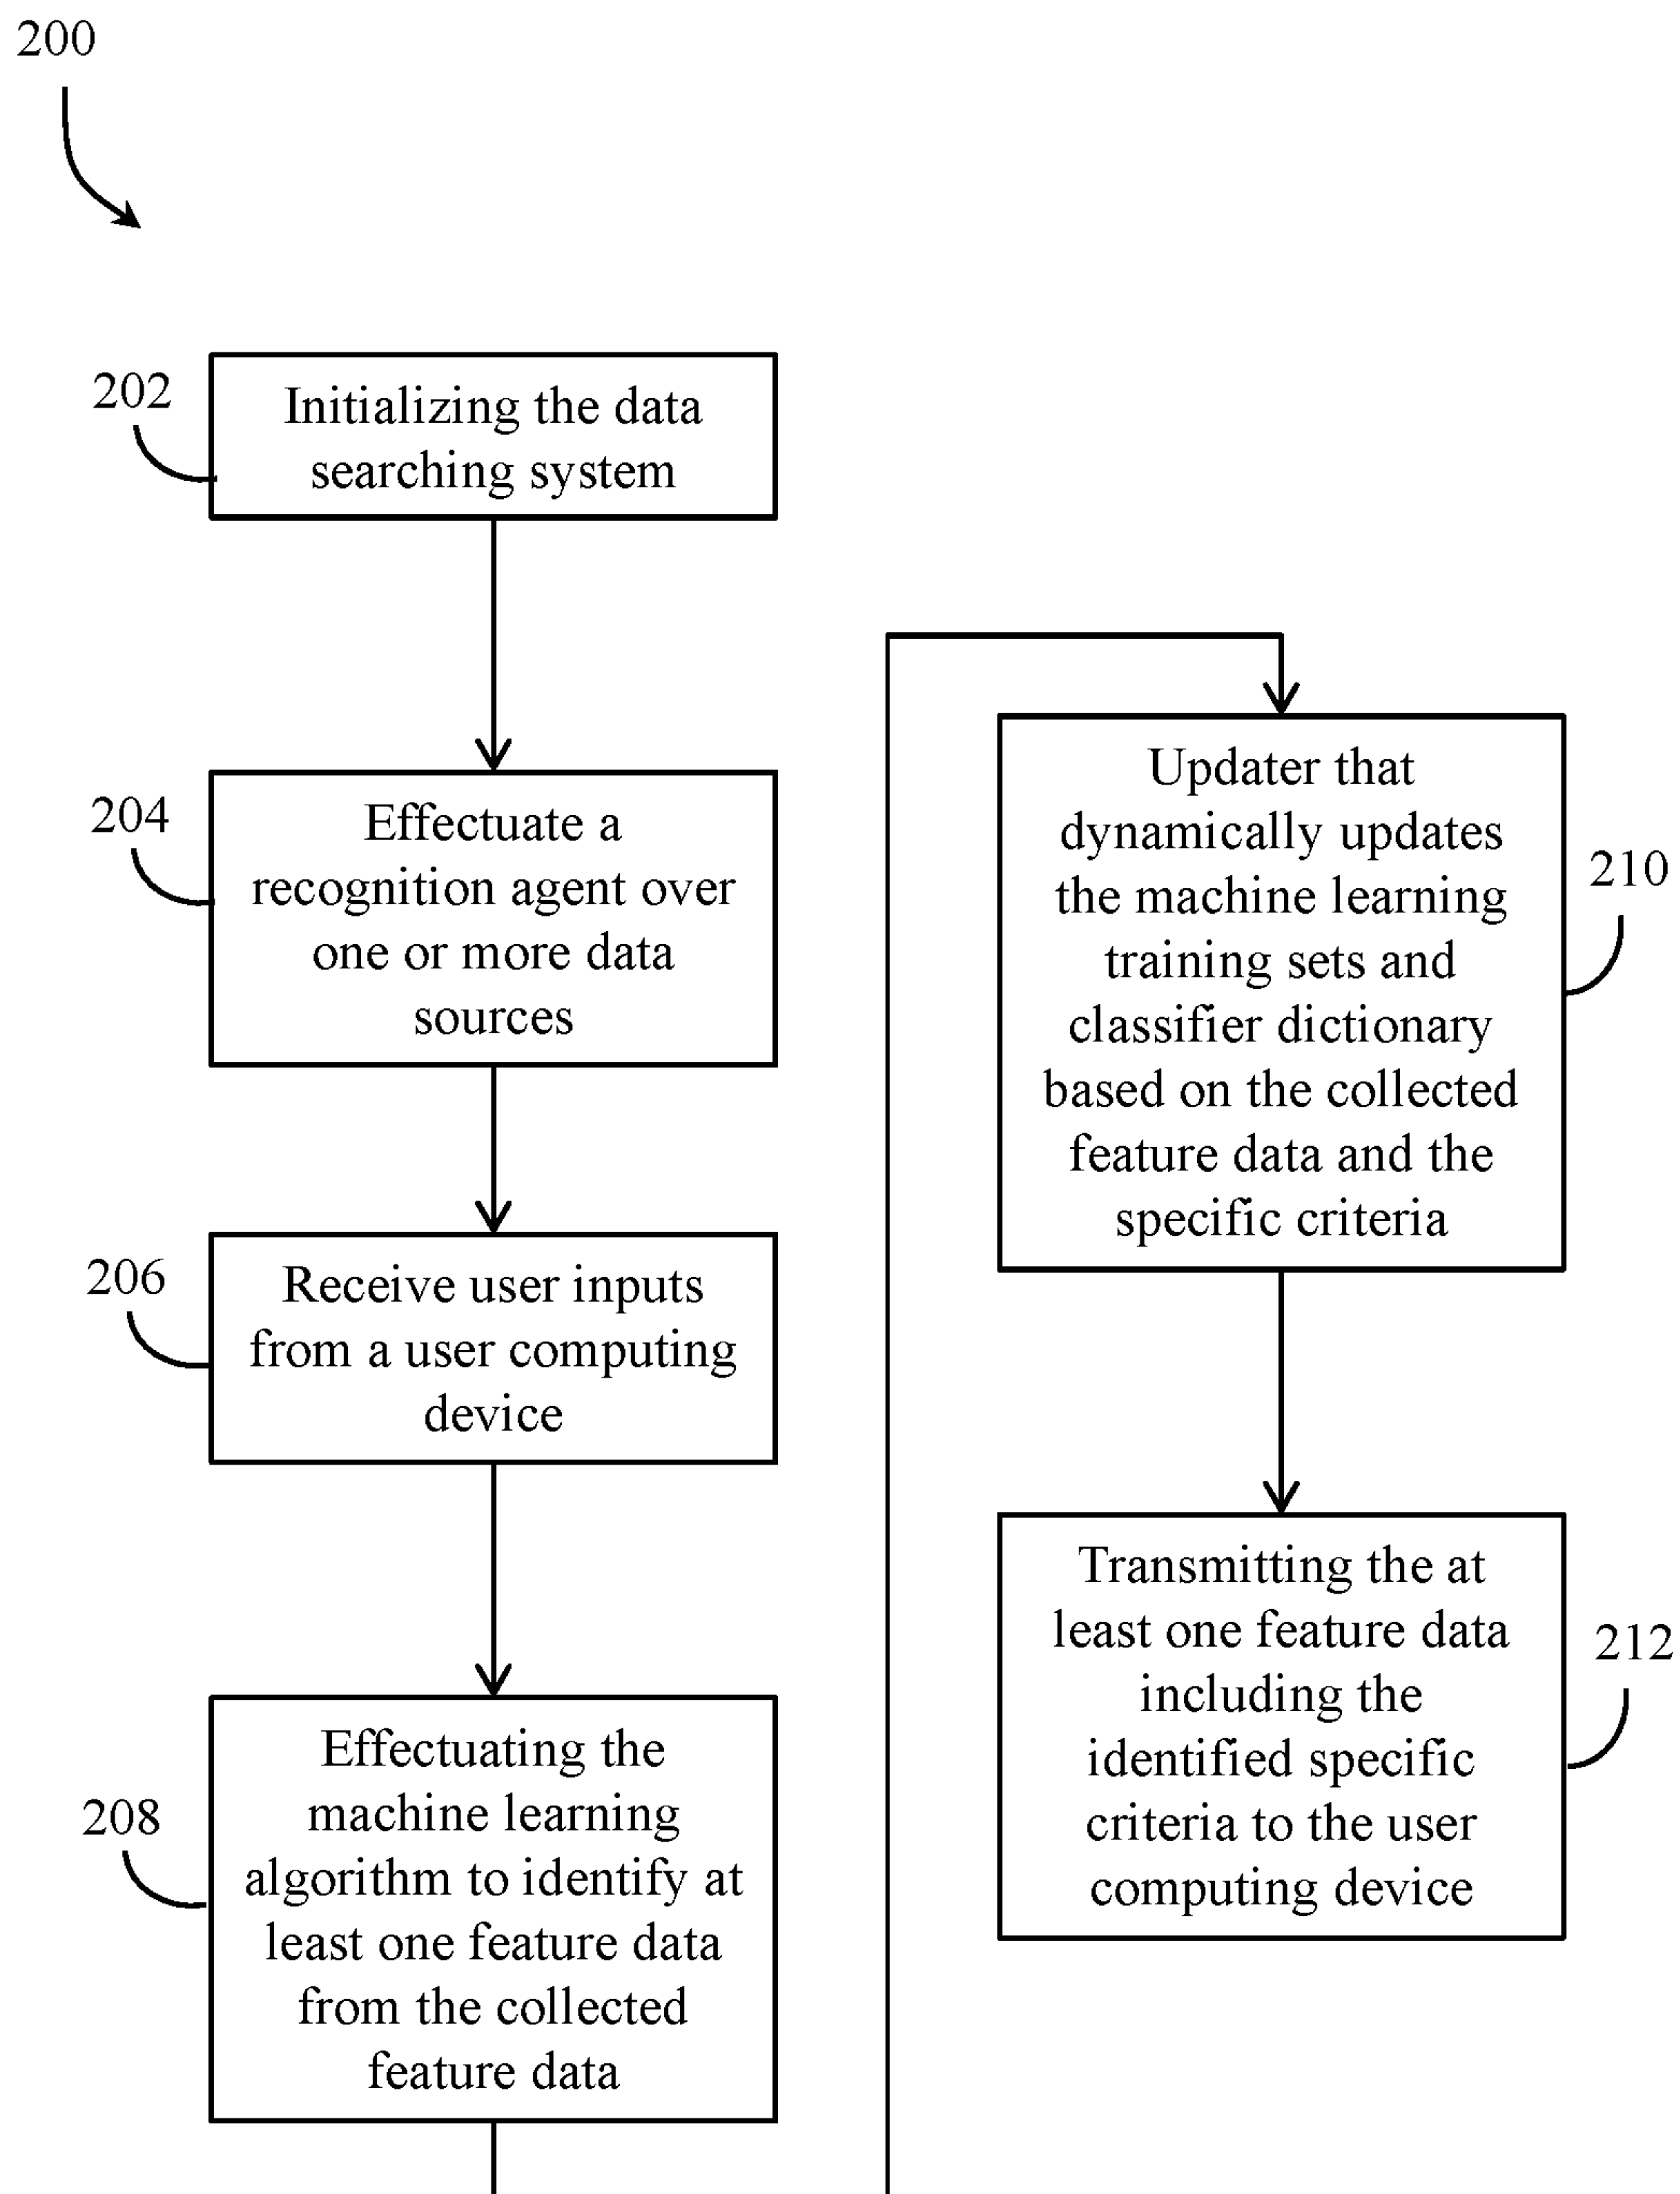 200
202
Initializing the data
searching system
204
Effectuate a
recognition agent over
one or more data
sources
206
Receive user inputs
from a user computing
device
208
Effectuating the
machine learning
algorithm to identify at
least one feature data
from the collected
feature data
210
Updater that
dynamically updates
the machine learning
training sets and
classifier dictionary
based on the collected
feature data and the
specific criteria
212
Transmitting the at
least one feature data
including the
identified specific
criteria to the user
computing device